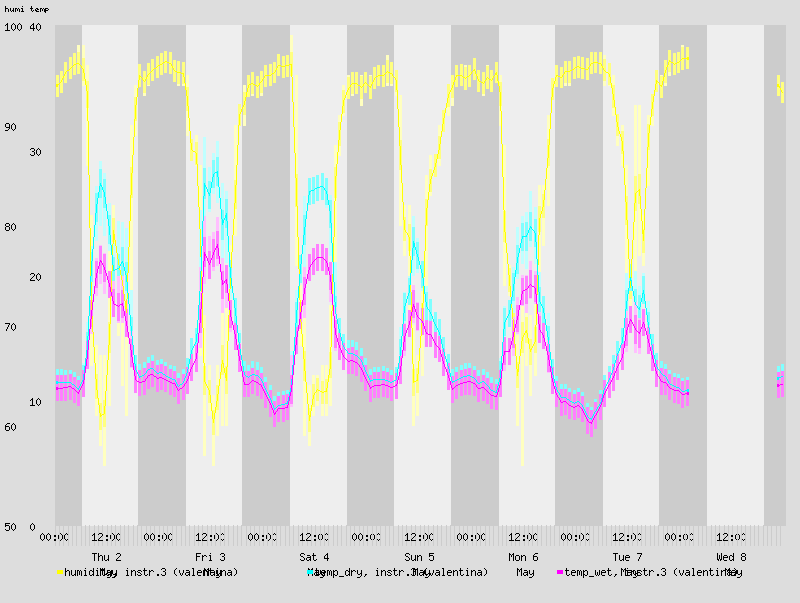 humi temp
100 40
90
30
80
20
70
10
60
50 0
00:00 12:00 00:00 12:00 00:00 12:00 00:00 12:00 00:00 12:00 00:00 12:00 00:00 12:00
Thu 2 Fri 3 Sat 4 Sun 5 Mon 6 Tue 7 Wed 8
May May May May May May May
humidity, instr.3 (valentina) temp_dry, instr.3 (valentina) temp_wet, instr.3 (valentina)